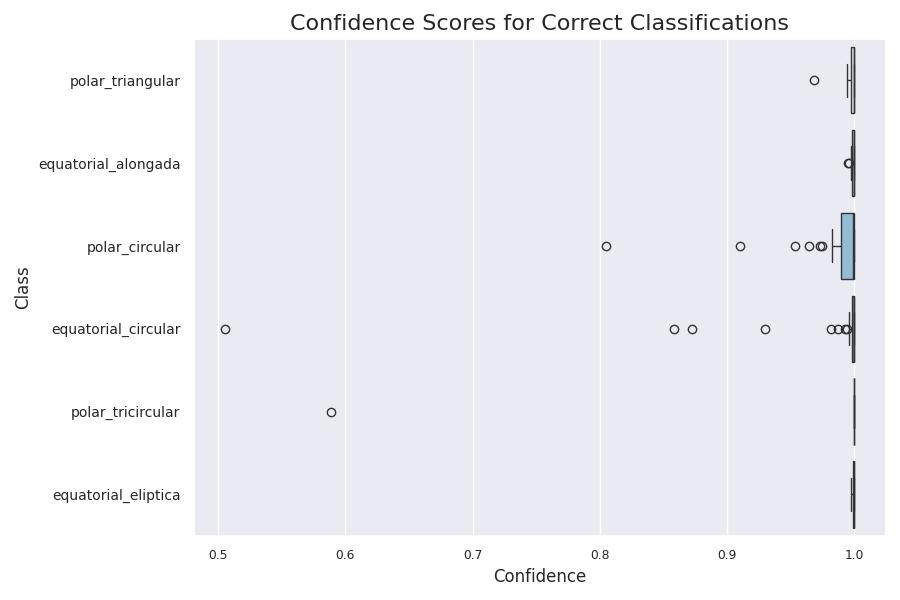 Confidence Scores for Correct Classifications
polar_triangular
equatorial_alongada
polar_circular
equatorial_circular
polar_tricircular
equatorial_eliptica
Class
0.5 0.6 0.7 0.8 0.9 1.0
Confidence